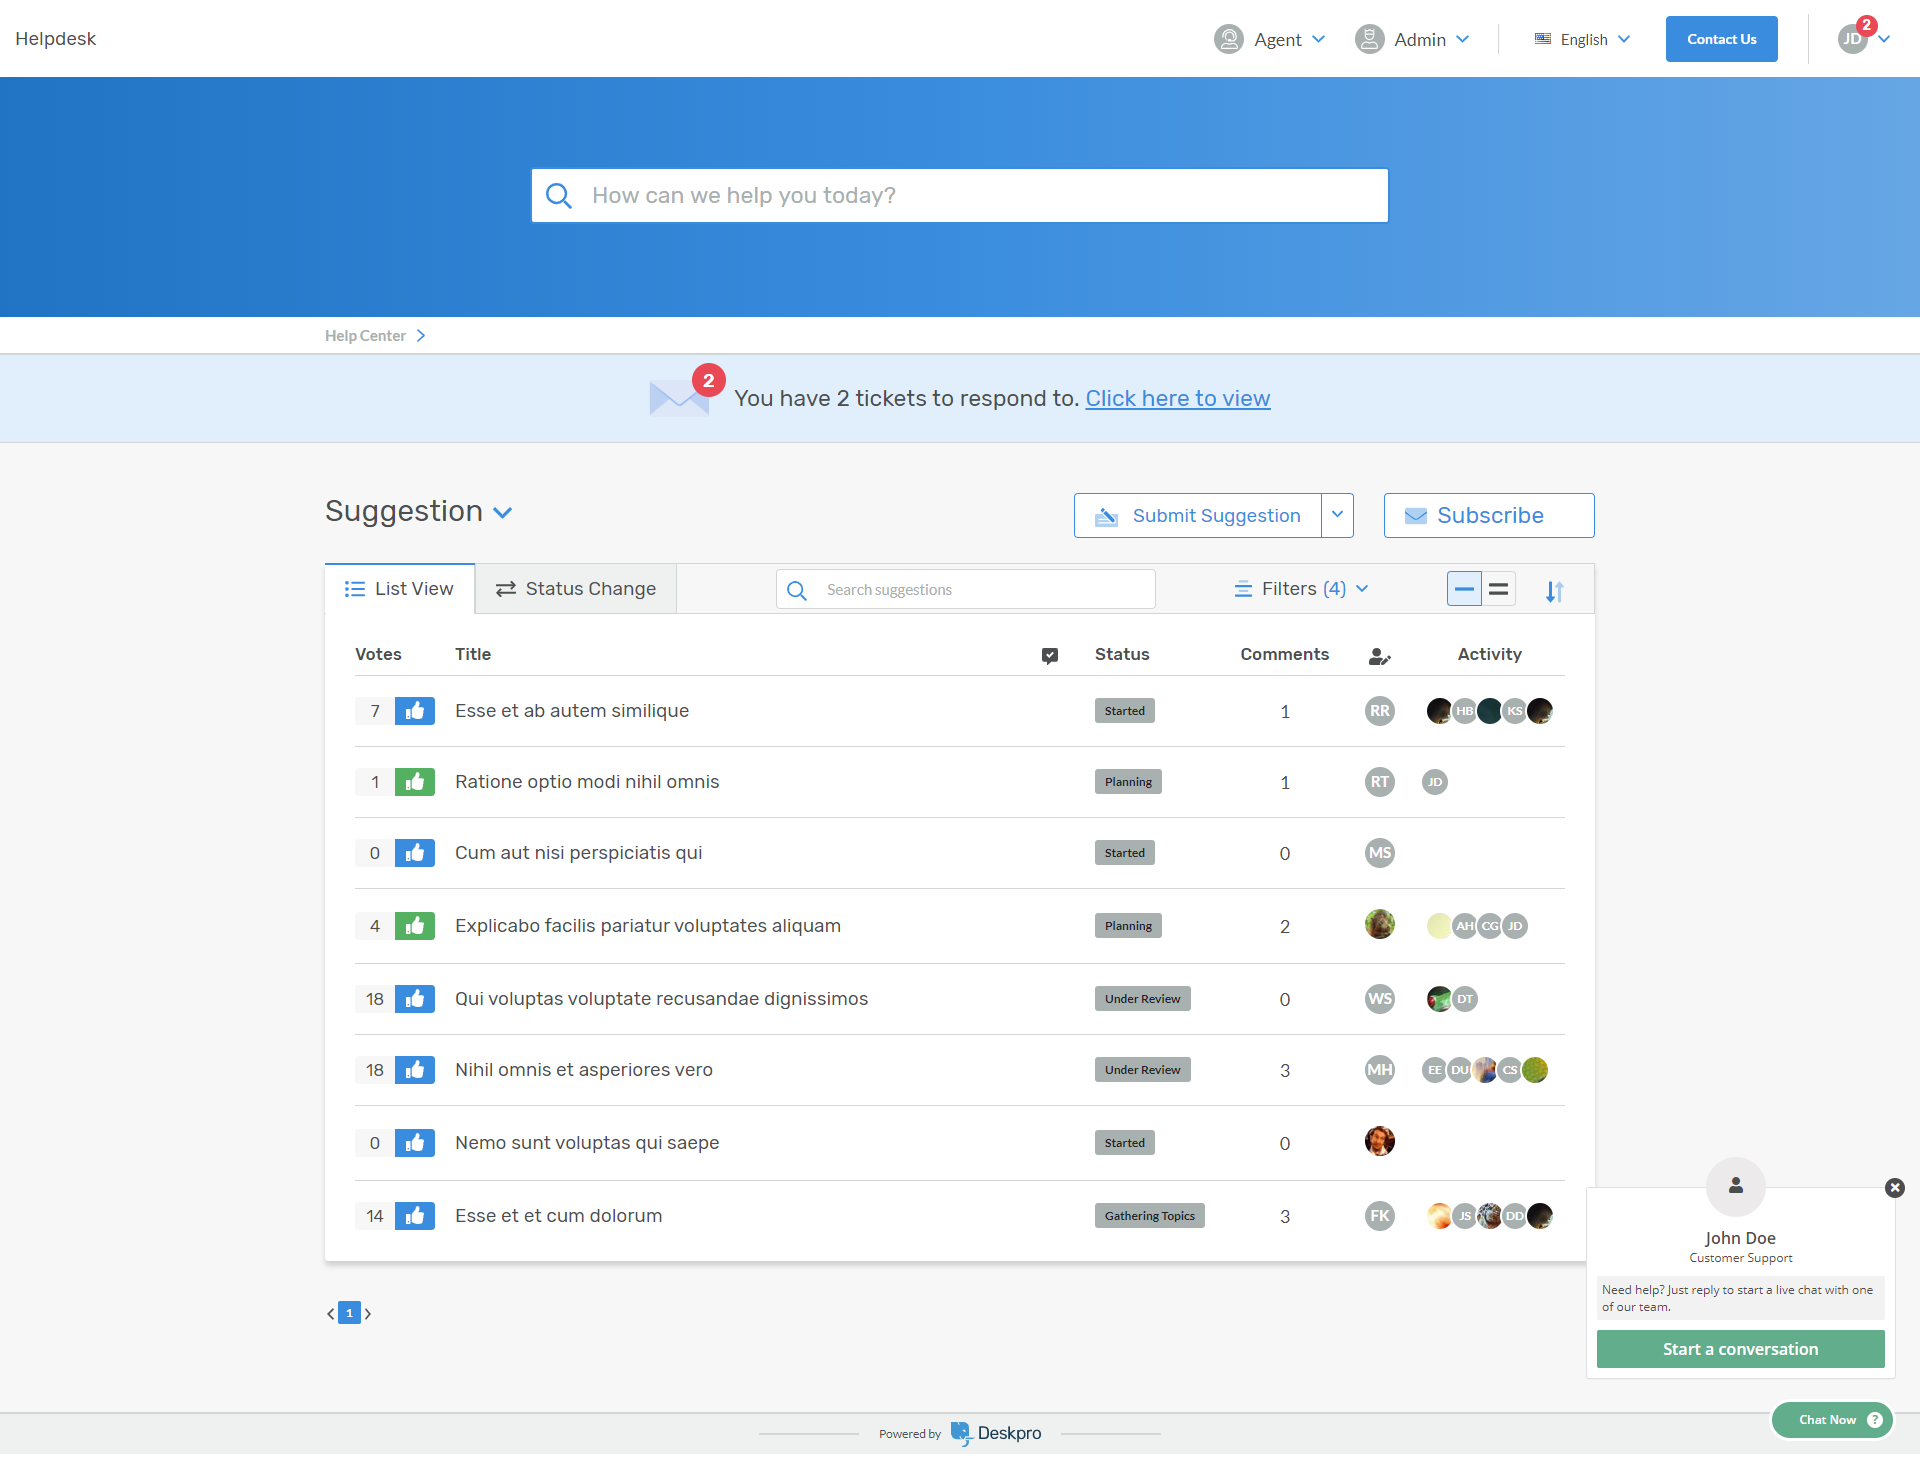 Helpdesk
Agent
Admin
English
Contact Us
JD
2
How can we help you today?
Help Center
2
You have 2 tickets to respond to. Click here to view
Suggestion
Submit Suggestion
Subscribe
List View
Status Change
Search suggestions
Filters (4)
Votes Title Status Comments Activity
7 Esse et ab autem similique Started 1 RR HB KS
1 Ratione optio modi nihil omnis Planning 1 RT JD
0 Cum aut nisi perspiciatis qui Started 0 MS
4 Explicabo facilis pariatur voluptates aliquam Planning 2 AH CG JD
18 Qui voluptas voluptate recusandae dignissimos Under Review 0 WS DT
18 Nihil omnis et asperiores vero Under Review 3 MH EE DU CS
0 Nemo sunt voluptas qui saepe Started 0
14 Esse et et cum dolorum Gathering Topics 3 FK JS DD
1
John Doe
Customer Support
Need help? Just reply to start a live chat with one
of our team.
Start a conversation
Chat Now ?
Powered by Deskpro